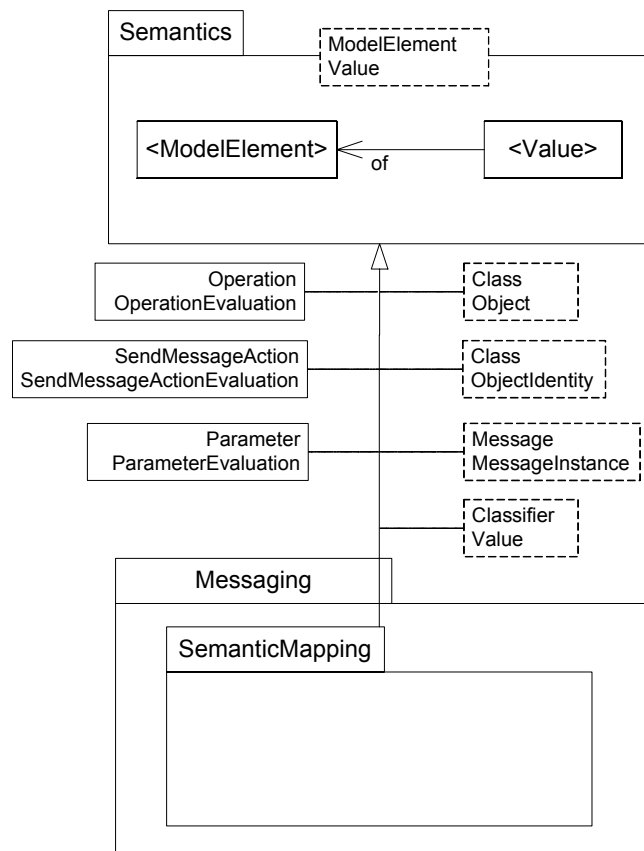 Semantics
ModelElement
Value
<ModelElement>
of
<Value>
Operation
OperationEvaluation
Class
Object
SendMessageAction
SendMessageActionEvaluation
Class
ObjectIdentity
Parameter
ParameterEvaluation
Message
MessageInstance
Classifier
Value
Messaging
SemanticMapping